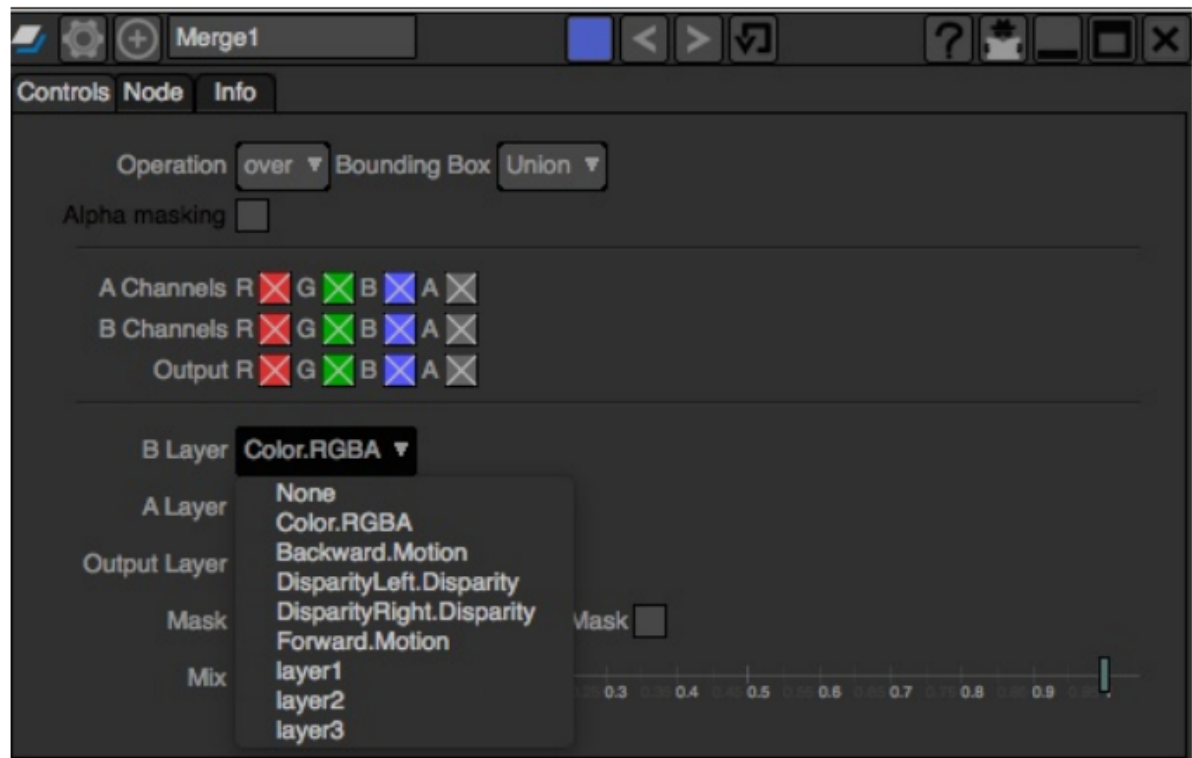 Merge1
Controls Node Info
Operation over Bounding Box Union
Alpha masking
A Channels R G B A
B Channels R G B A
Output R G B A
B Layer Color.RGBA
None
A Layer
Color.RGBA
Backward.Motion
Output Layer
DisparityLeft.Disparity
DisparityRight.Disparity
Mask Mask
Forward.Motion
layer1
Mix 0.3 0.4 0.5 0.6 0.7 0.8 0.9
layer2
layer3